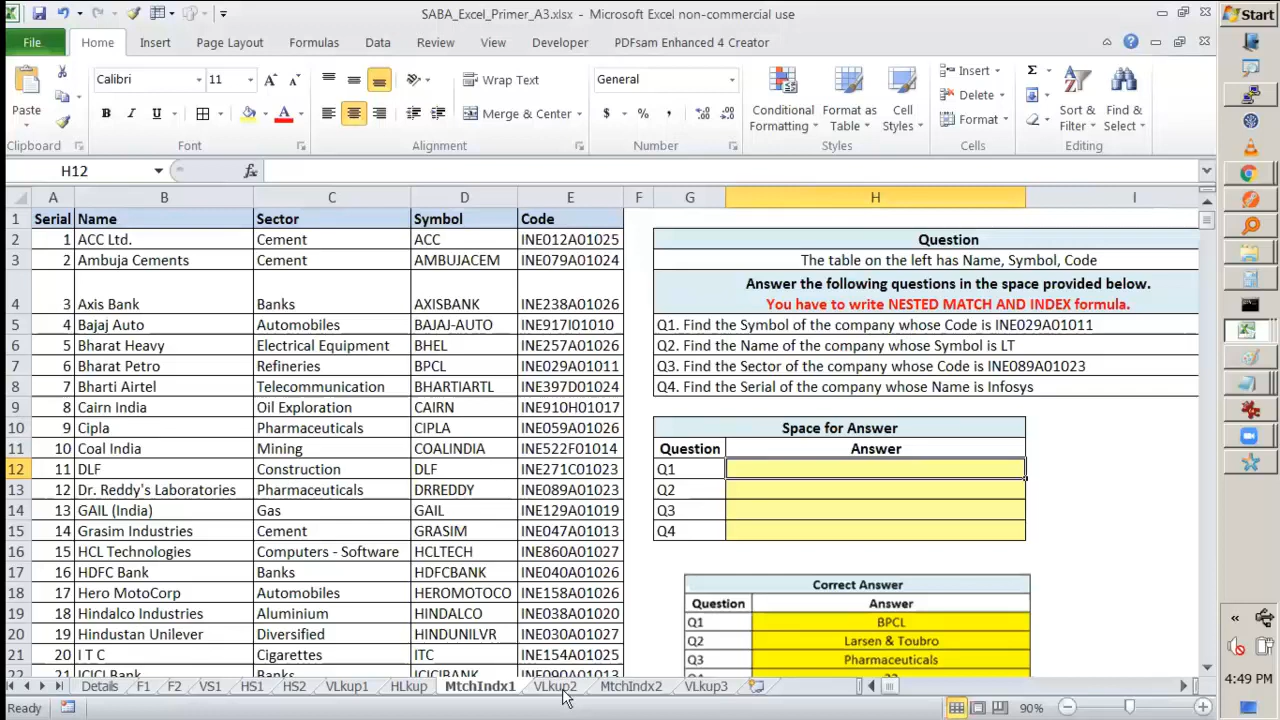 SABA_Excel_Primer_A3.xlsx - Microsoft Excel non-commercial use
Start
File Home Insert Page Layout Formulas Data Review View Developer PDFsam Enhanced 4 Creator
Paste
Calibri 11
Wrap Text
General
Conditional Formatting
Format as Table
Cell Styles
Insert
Delete
Format
Sort & Filter
Find & Select
B I U
Merge & Center
$ % ,
Clipboard Font Alignment Number Styles Cells Editing
H12 fx
A B C D E F G H I
1 Serial Name Sector Symbol Code
2 1 ACC Ltd. Cement ACC INE012A01025 Question
3 2 Ambuja Cements Cement AMBUJACEM INE079A01024 The table on the left has Name, Symbol, Code
Answer the following questions in the space provided below.
4 3 Axis Bank Banks AXISBANK INE238A01026 You have to write NESTED MATCH AND INDEX formula.
5 4 Bajaj Auto Automobiles BAJAJ-AUTO INE917I01010 Q1. Find the Symbol of the company whose Code is INE029A01011
6 5 Bharat Heavy Electrical Equipment BHEL INE257A01026 Q2. Find the Name of the company whose Symbol is LT
7 6 Bharat Petro Refineries BPCL INE029A01011 Q3. Find the Sector of the company whose Code is INE089A01023
8 7 Bharti Airtel Telecommunication BHARTIARTL INE397D01024 Q4. Find the Serial of the company whose Name is Infosys
9 8 Cairn India Oil Exploration CAIRN INE910H01017
10 9 Cipla Pharmaceuticals CIPLA INE059A01026 Space for Answer
11 10 Coal India Mining COALINDIA INE522F01014 Question Answer
12 11 DLF Construction DLF INE271C01023 Q1
13 12 Dr. Reddy's Laboratories Pharmaceuticals DRREDDY INE089A01023 Q2
14 13 GAIL (India) Gas GAIL INE129A01019 Q3
15 14 Grasim Industries Cement GRASIM INE047A01013 Q4
16 15 HCL Technologies Computers - Software HCLTECH INE860A01027
17 16 HDFC Bank Banks HDFCBANK INE040A01026 Correct Answer
18 17 Hero MotoCorp Automobiles HEROMOTOCO INE158A01026 Question Answer
19 18 Hindalco Industries Aluminium HINDALCO INE038A01020 Q1 BPCL
20 19 Hindustan Unilever Diversified HINDUNILVR INE030A01027 Q2 Larsen & Toubro
21 20 I T C Cigarettes ITC INE154A01025 Q3 Pharmaceuticals
22 21 ICICI Bank Banks ICICIBANK INE090A01013
Details F1 F2 VS1 HS1 HS2 VLkup1 HLkup MtchIndx1 VLkup2 MtchIndx2 VLkup3
Ready 90%
4:49 PM